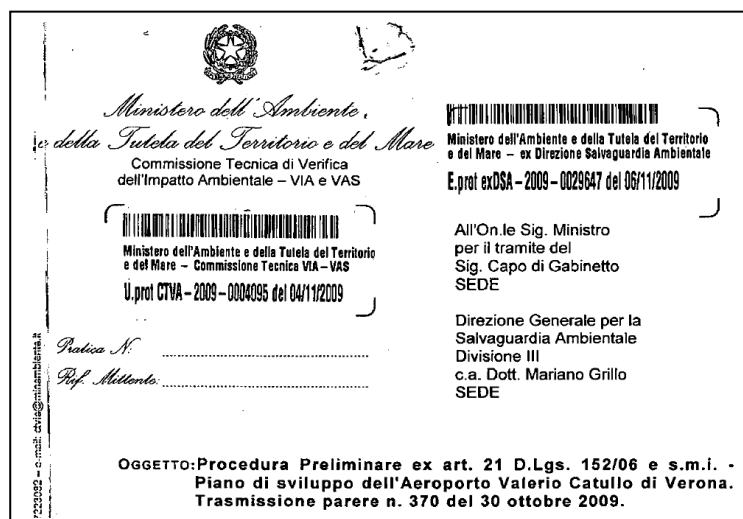 Ministero dell'Ambiente
e della Tutela del Territorio e del Mare
Commissione Tecnica di Verifica
dell'Impatto Ambientale – VIA e VAS
Ministero dell'Ambiente e della Tutela del Territorio
e del Mare – Commissione Tecnica VIA – VAS
U.prot CTVA – 2009 – 0004095 del 04/11/2009
Pratica N:
Rif. Mittente:
Ministero dell'Ambiente e della Tutela del Territorio
e del Mare – ex Direzione Salvaguardia Ambientale
E.prot exDSA – 2009 – 0029647 del 06/11/2009
All'On.le Sig. Ministro
per il tramite del
Sig. Capo di Gabinetto
SEDE
Direzione Generale per la
Salvaguardia Ambientale
Divisione III
c.a. Dott. Mariano Grillo
SEDE
OGGETTO: Procedura Preliminare ex art. 21 D.Lgs. 152/06 e s.m.i. -
Piano di sviluppo dell'Aeroporto Valerio Catullo di Verona.
Trasmissione parere n. 370 del 30 ottobre 2009.
7223082 – e-mail: ctvia@minambiente.it